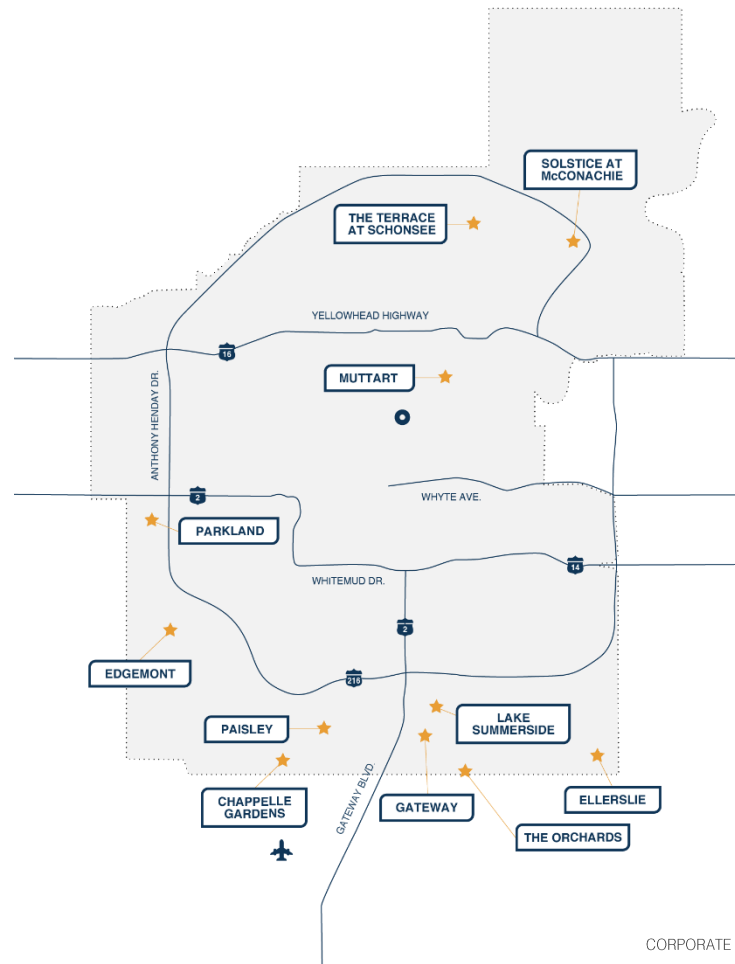 SOLSTICE AT
McCONACHIE
THE TERRACE
AT SCHONSEE
YELLOWHEAD HIGHWAY
16
MUTTART
ANTHONY HENDAY DR.
2
WHYTE AVE.
PARKLAND
14
WHITEMUD DR.
2
EDGEMONT
216
LAKE
SUMMERSIDE
PAISLEY
GATEWAY BLVD.
CHAPPELLE
GARDENS
GATEWAY
ELLERSLIE
THE ORCHARDS
CORPORATE